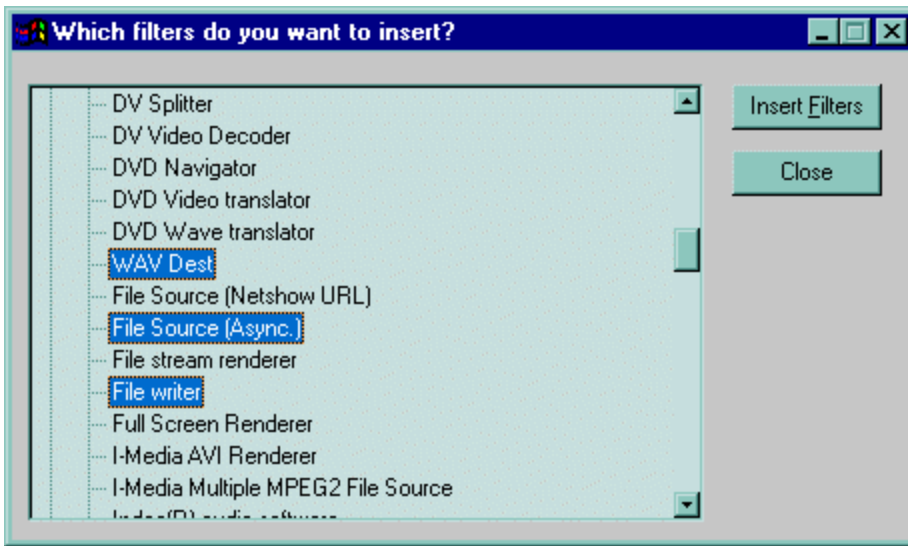 Which filters do you want to insert?
DV Splitter
DV Video Decoder
DVD Navigator
DVD Video translator
DVD Wave translator
WAV Dest
File Source (Netshow URL)
File Source (Async.)
File stream renderer
File writer
Full Screen Renderer
I-Media AVI Renderer
I-Media Multiple MPEG2 File Source
Insert Filters
Close